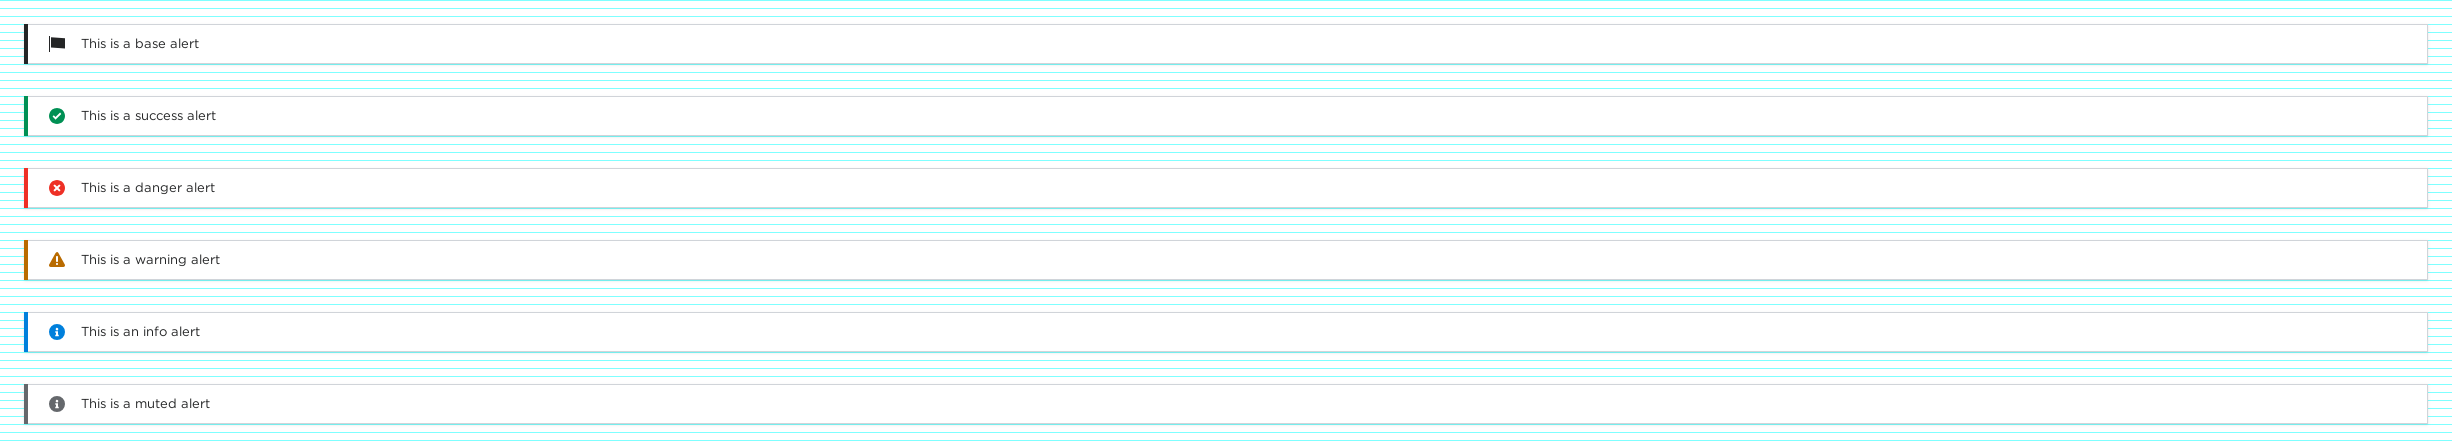 This is a base alert
This is a success alert
This is a danger alert
This is a warning alert
This is an info alert
This is a muted alert